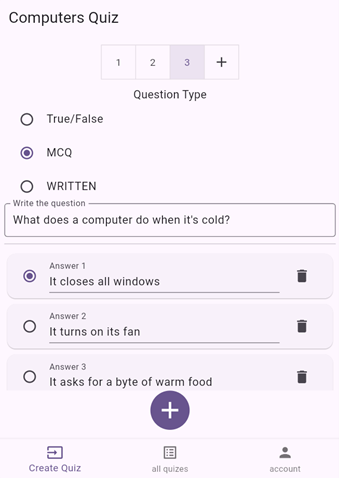 Computers Quiz
1 2 3 +
Question Type
True/False
MCQ
WRITTEN
Write the question
What does a computer do when it's cold?
Answer 1
It closes all windows
Answer 2
It turns on its fan
Answer 3
It asks for a byte of warm food
+
Create Quiz all quizes account